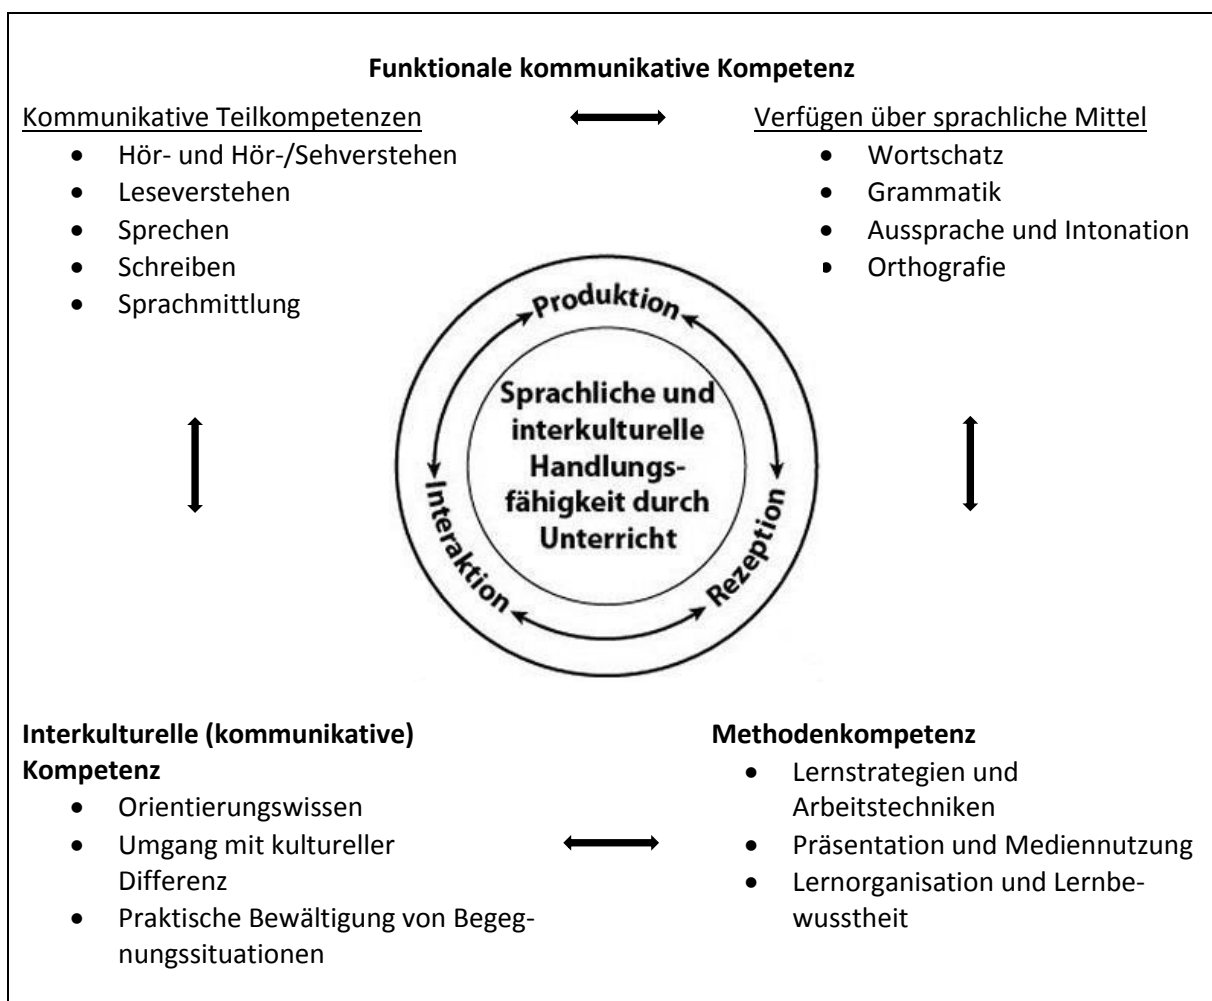 Funktionale kommunikative Kompetenz
Kommunikative Teilkompetenzen
• Hör- und Hör-/Sehverstehen
• Leseverstehen
• Sprechen
• Schreiben
• Sprachmittlung
Verfügen über sprachliche Mittel
• Wortschatz
• Grammatik
• Aussprache und Intonation
• Orthografie
Produktion
Sprachliche und
interkulturelle
Handlungs-
fähigkeit durch
Unterricht
Interaktion
Rezeption
Interkulturelle (kommunikative)
Kompetenz
• Orientierungswissen
• Umgang mit kultureller
Differenz
• Praktische Bewältigung von Begeg-
nungssituationen
Methodenkompetenz
• Lernstrategien und
Arbeitstechniken
• Präsentation und Mediennutzung
• Lernorganisation und Lernbe-
wusstheit